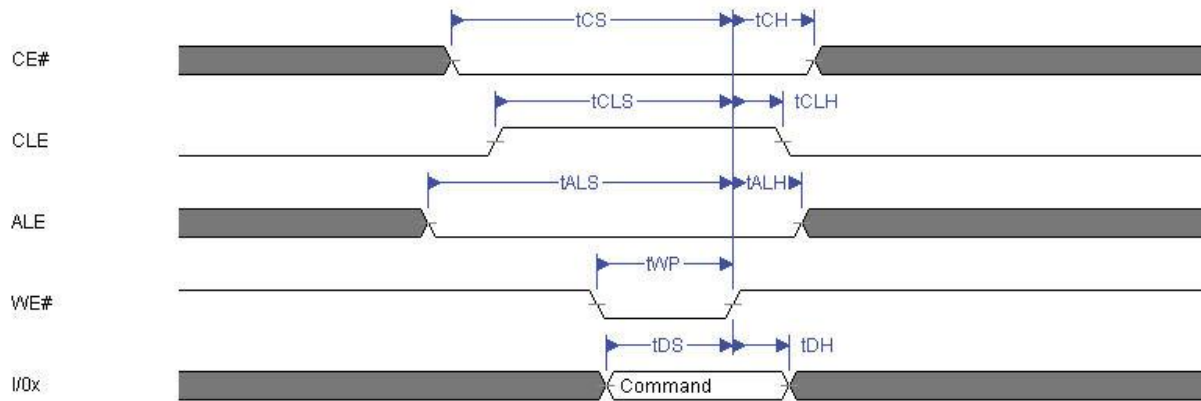 tCS tCH
CE#
tCLS tCLH
CLE
tALS tALH
ALE
tWP
WE#
tDS tDH
I/0x Command